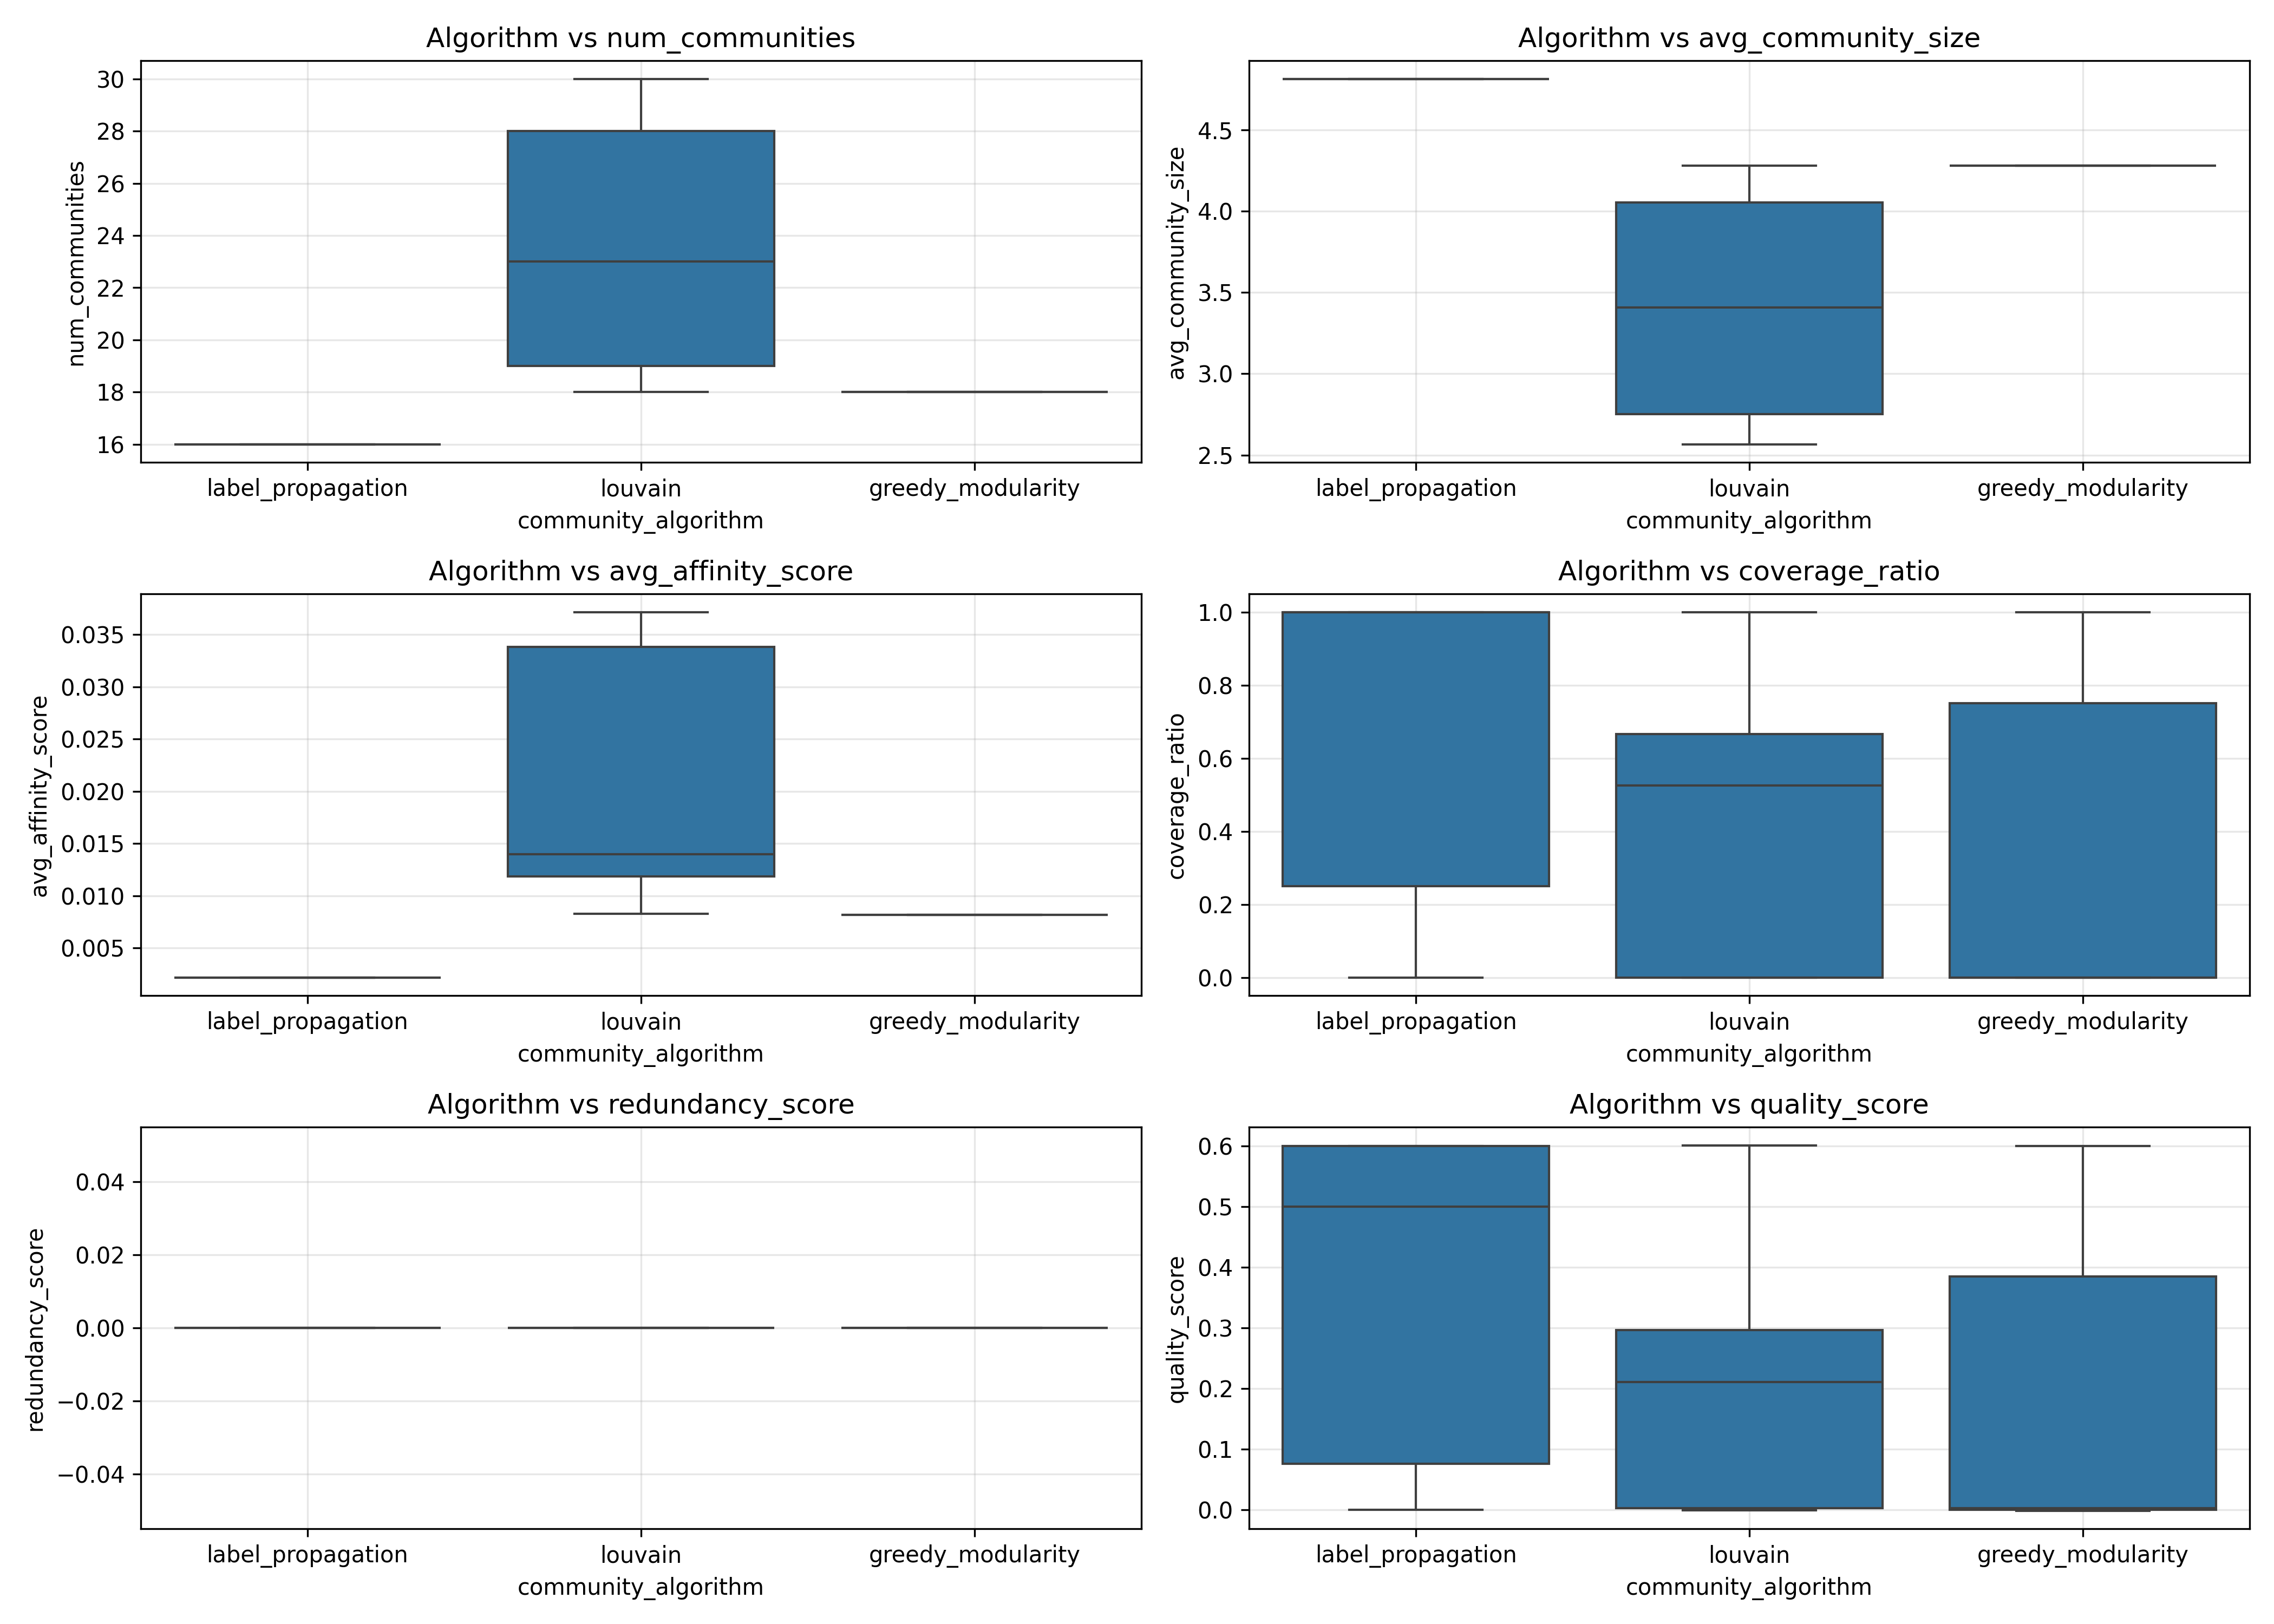 Algorithm vs num_communities
num_communities
30
28
26
24
22
20
18
16
label_propagation
louvain
greedy_modularity
community_algorithm
Algorithm vs avg_community_size
avg_community_size
4.5
4.0
3.5
3.0
2.5
label_propagation
louvain
greedy_modularity
community_algorithm
Algorithm vs avg_affinity_score
avg_affinity_score
0.035
0.030
0.025
0.020
0.015
0.010
0.005
label_propagation
louvain
greedy_modularity
community_algorithm
Algorithm vs coverage_ratio
coverage_ratio
1.0
0.8
0.6
0.4
0.2
0.0
label_propagation
louvain
greedy_modularity
community_algorithm
Algorithm vs redundancy_score
redundancy_score
0.04
0.02
0.00
−0.02
−0.04
label_propagation
louvain
greedy_modularity
community_algorithm
Algorithm vs quality_score
quality_score
0.6
0.5
0.4
0.3
0.2
0.1
0.0
label_propagation
louvain
greedy_modularity
community_algorithm